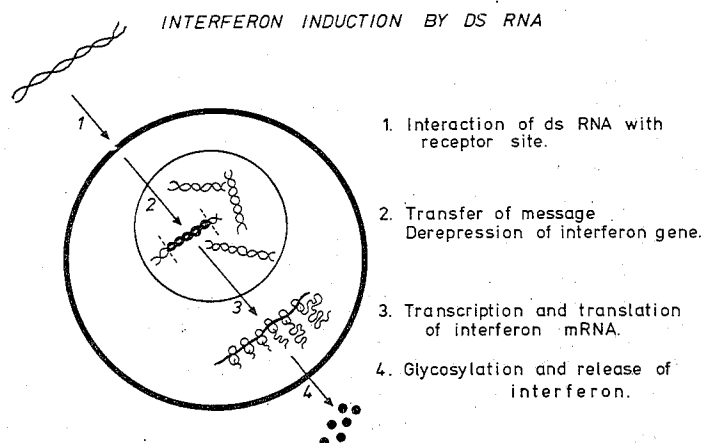 INTERFERON INDUCTION BY DS RNA
1. Interaction of ds RNA with
receptor site.
2. Transfer of message
Derepression of interferon gene.
3. Transcription and translation
of interferon mRNA.
4. Glycosylation and release of
interferon.
1
2
3
4